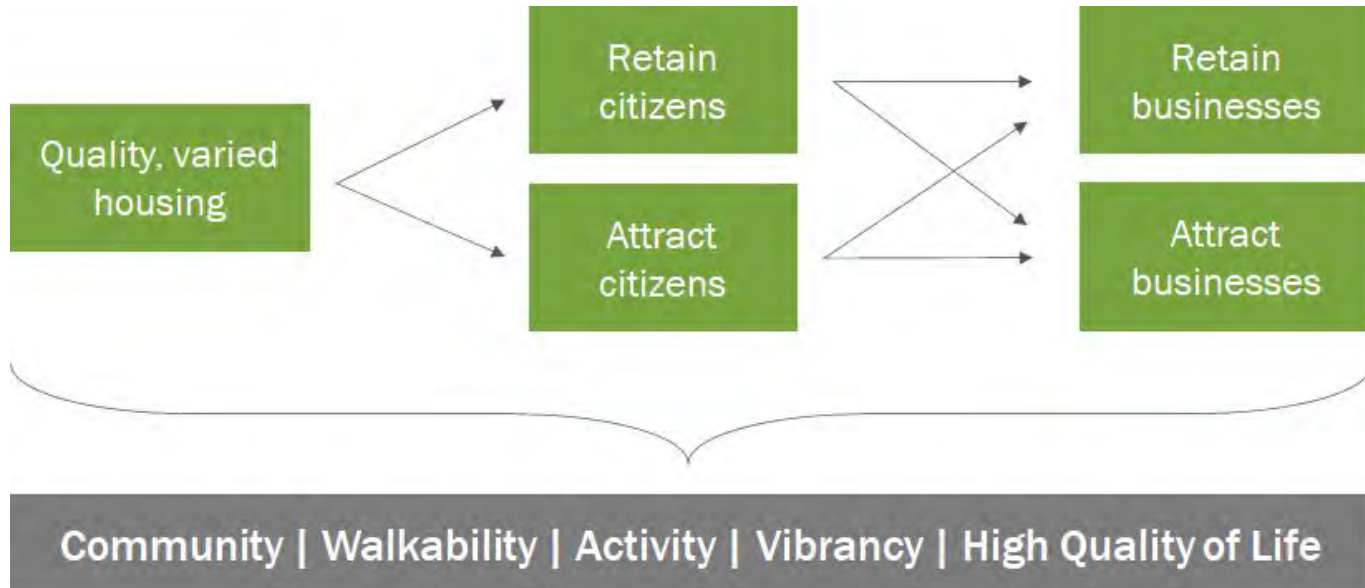 Quality, varied
housing
Retain
citizens
Attract
citizens
Retain
businesses
Attract
businesses
Community | Walkability | Activity | Vibrancy | High Quality of Life